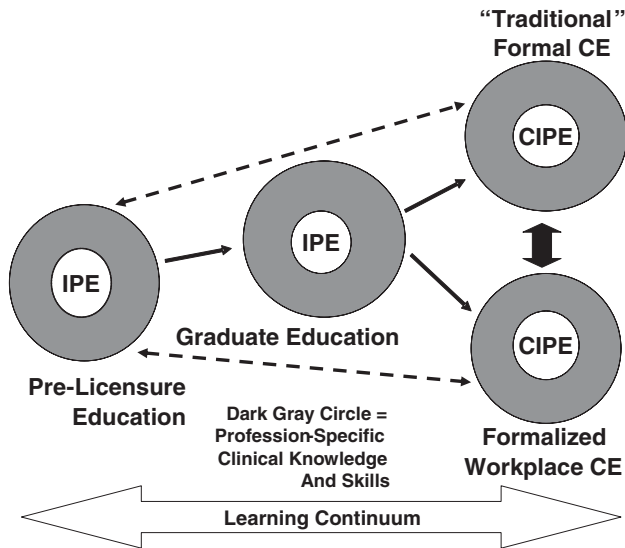 “Traditional”
Formal CE
CIPE
IPE
IPE
Graduate Education
CIPE
Pre-Licensure
Education
Dark Gray Circle =
Profession-Specific
Clinical Knowledge
And Skills
Formalized
Workplace CE
Learning Continuum